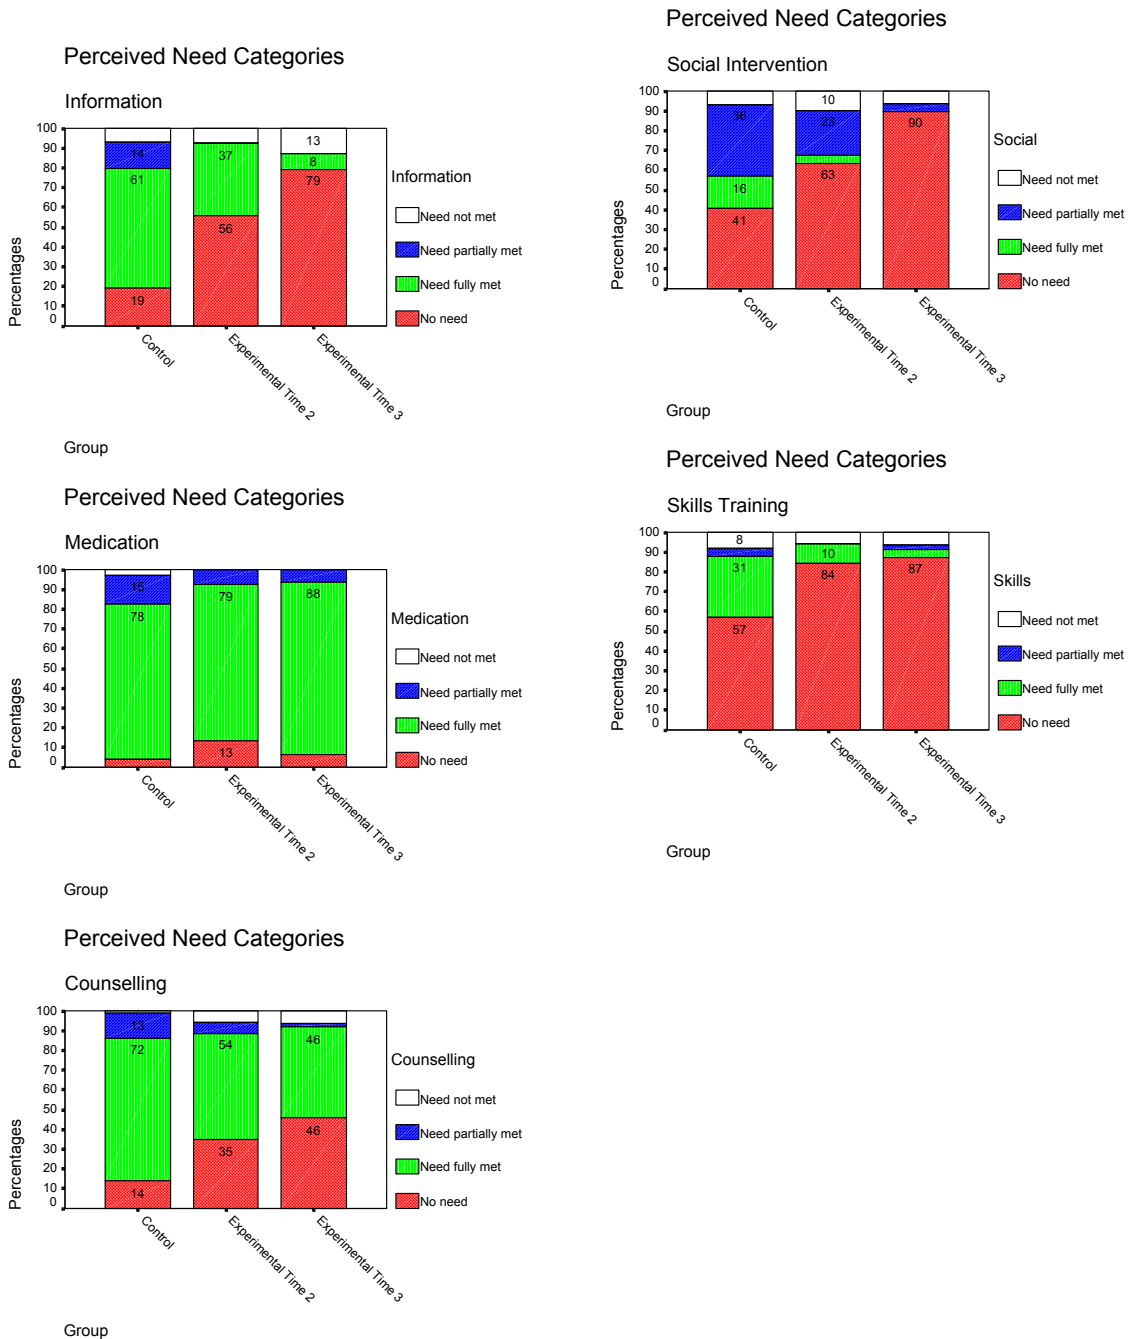 Perceived Need Categories
Information
100
90
80
70
60
50
40
30
20
10
0
Percentages
14
61
19
37
56
13
8
79
Control
Experimental Time 2
Experimental Time 3
Group
Information
Need not met
Need partially met
Need fully met
No need
Perceived Need Categories
Social Intervention
100
90
80
70
60
50
40
30
20
10
0
Percentages
36
16
41
10
23
63
90
Control
Experimental Time 2
Experimental Time 3
Group
Social
Need not met
Need partially met
Need fully met
No need
Perceived Need Categories
Medication
100
90
80
70
60
50
40
30
20
10
0
Percentages
15
78
79
13
88
Control
Experimental Time 2
Experimental Time 3
Group
Medication
Need not met
Need partially met
Need fully met
No need
Perceived Need Categories
Skills Training
100
90
80
70
60
50
40
30
20
10
0
Percentages
8
31
57
10
84
87
Control
Experimental Time 2
Experimental Time 3
Group
Skills
Need not met
Need partially met
Need fully met
No need
Perceived Need Categories
Counselling
100
90
80
70
60
50
40
30
20
10
0
Percentages
13
72
14
54
35
46
46
Control
Experimental Time 2
Experimental Time 3
Group
Counselling
Need not met
Need partially met
Need fully met
No need